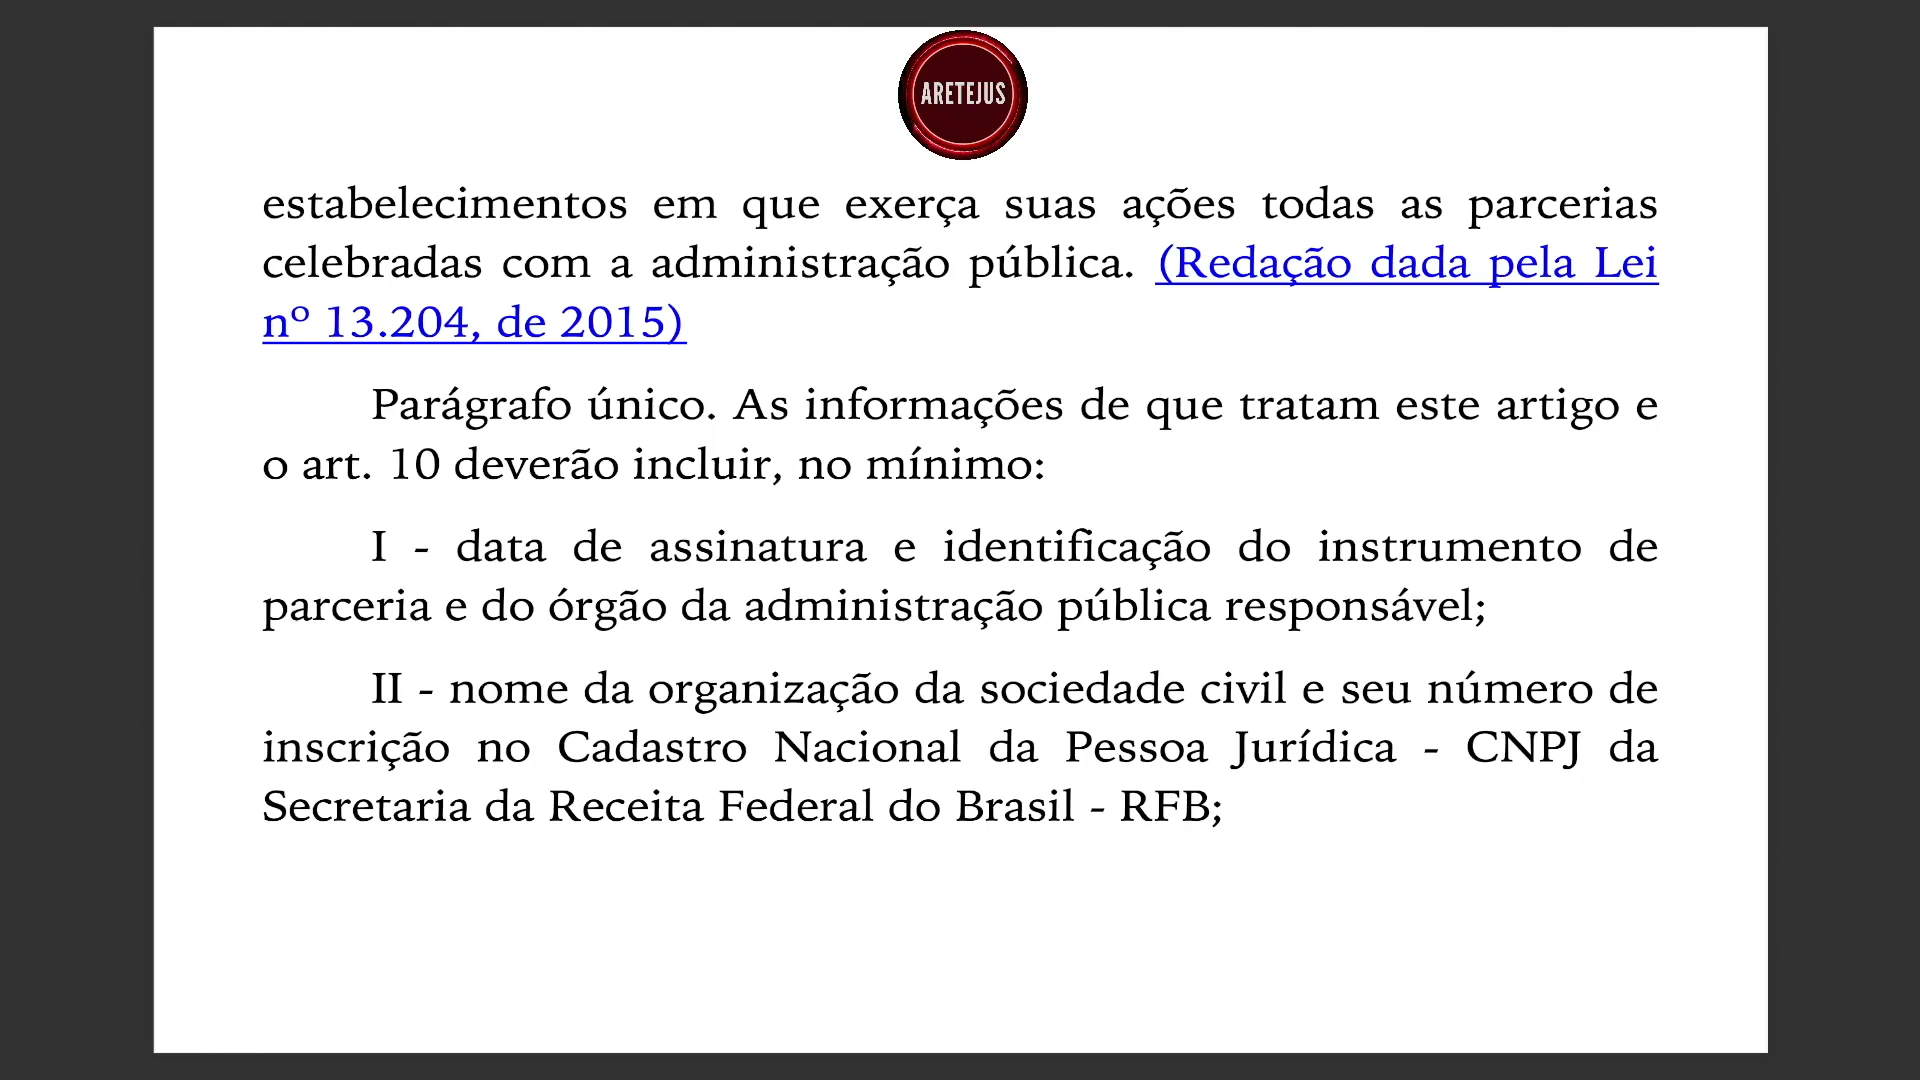 ARETEJUS
estabelecimentos em que exerça suas ações todas as parcerias
celebradas com a administração pública. (Redação dada pela Lei
nº 13.204, de 2015)
Parágrafo único. As informações de que tratam este artigo e
o art. 10 deverão incluir, no mínimo:
I - data de assinatura e identificação do instrumento de
parceria e do órgão da administração pública responsável;
II - nome da organização da sociedade civil e seu número de
inscrição no Cadastro Nacional da Pessoa Jurídica - CNPJ da
Secretaria da Receita Federal do Brasil - RFB;